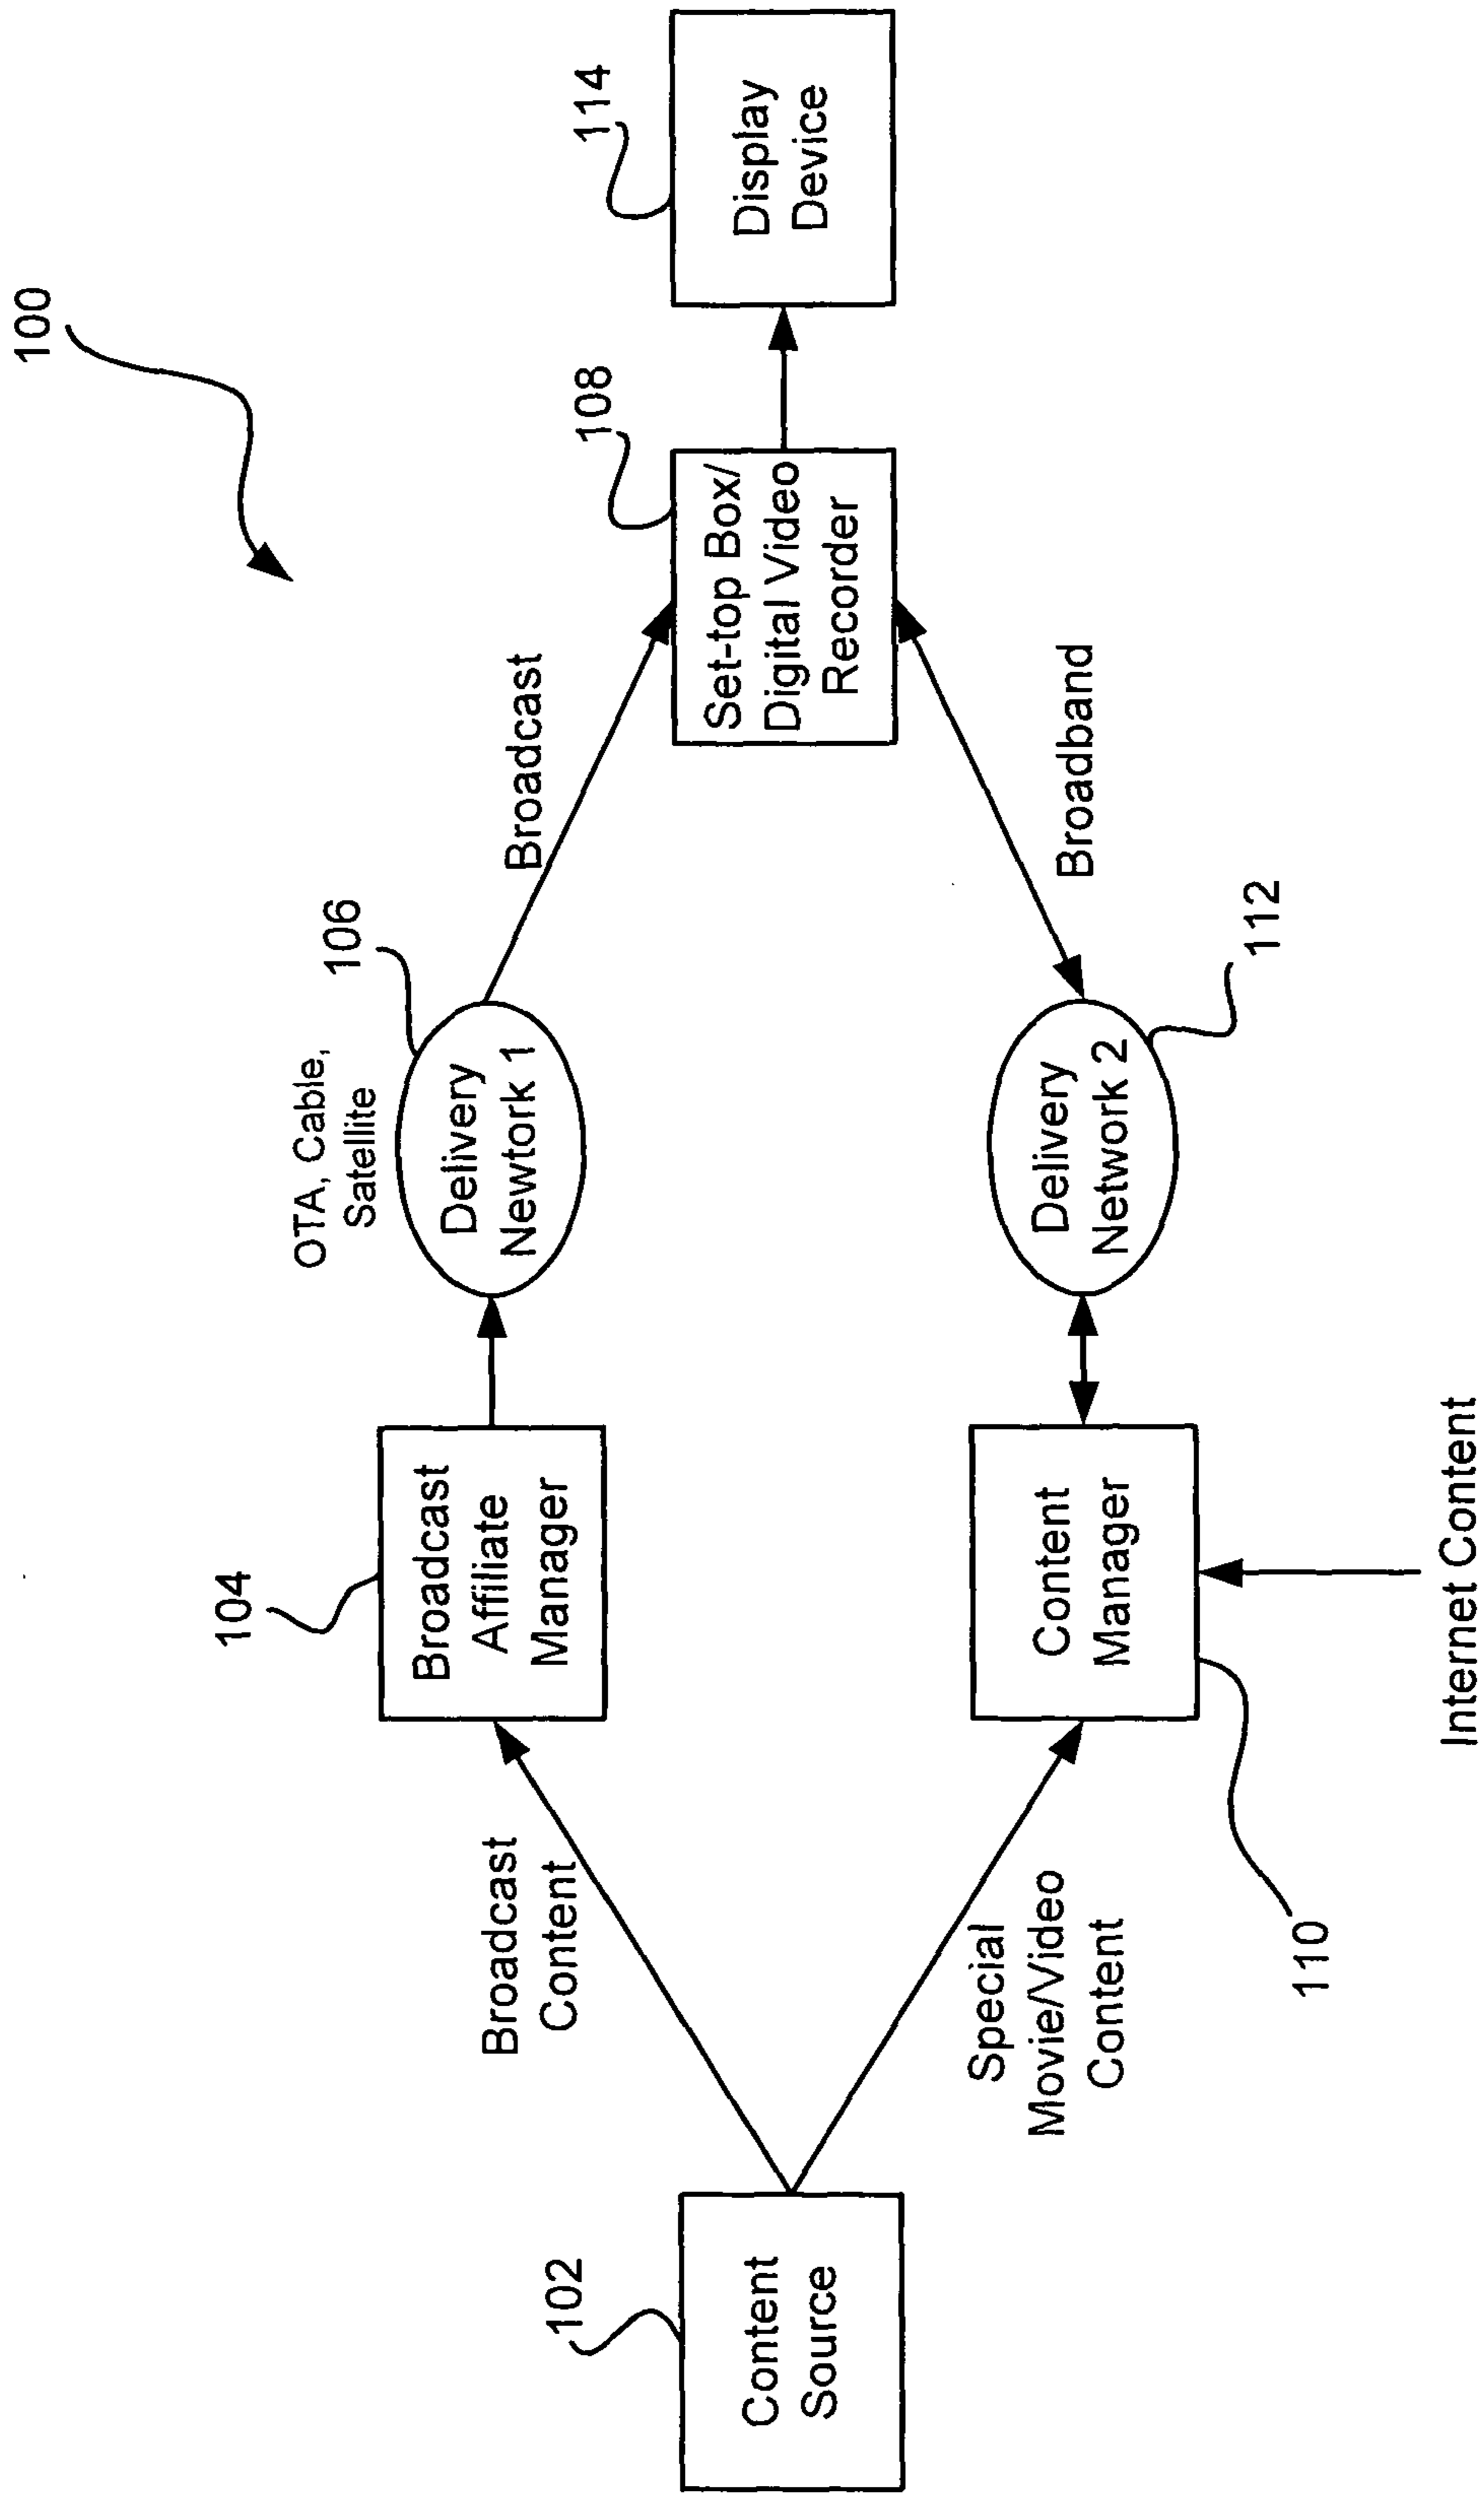 100
OTA, Cable,
Satellite
104
106
Broadcast
Affiliate
Manager
Delivery
Newtork 1
Broadcast
Content
Broadcast
102
108
114
Content
Source
Set-top Box/
Digital Video
Recorder
Display
Device
Special
Movie/Video
Content
Content
Manager
Delivery
Network 2
Broadband
110
112
Internet Content